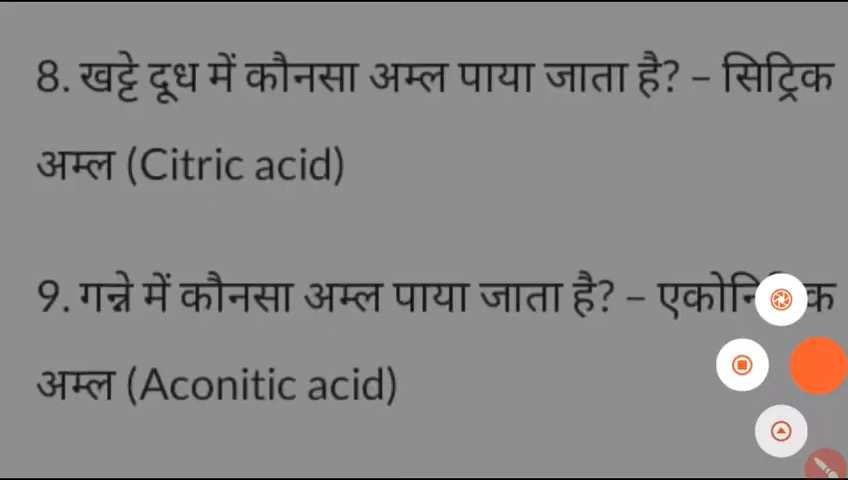 8. खट्टे दूध में कौनसा अम्ल पाया जाता है? – सिट्रिक
अम्ल (Citric acid)
9. गन्ने में कौनसा अम्ल पाया जाता है? –
अम्ल (Aconitic acid)